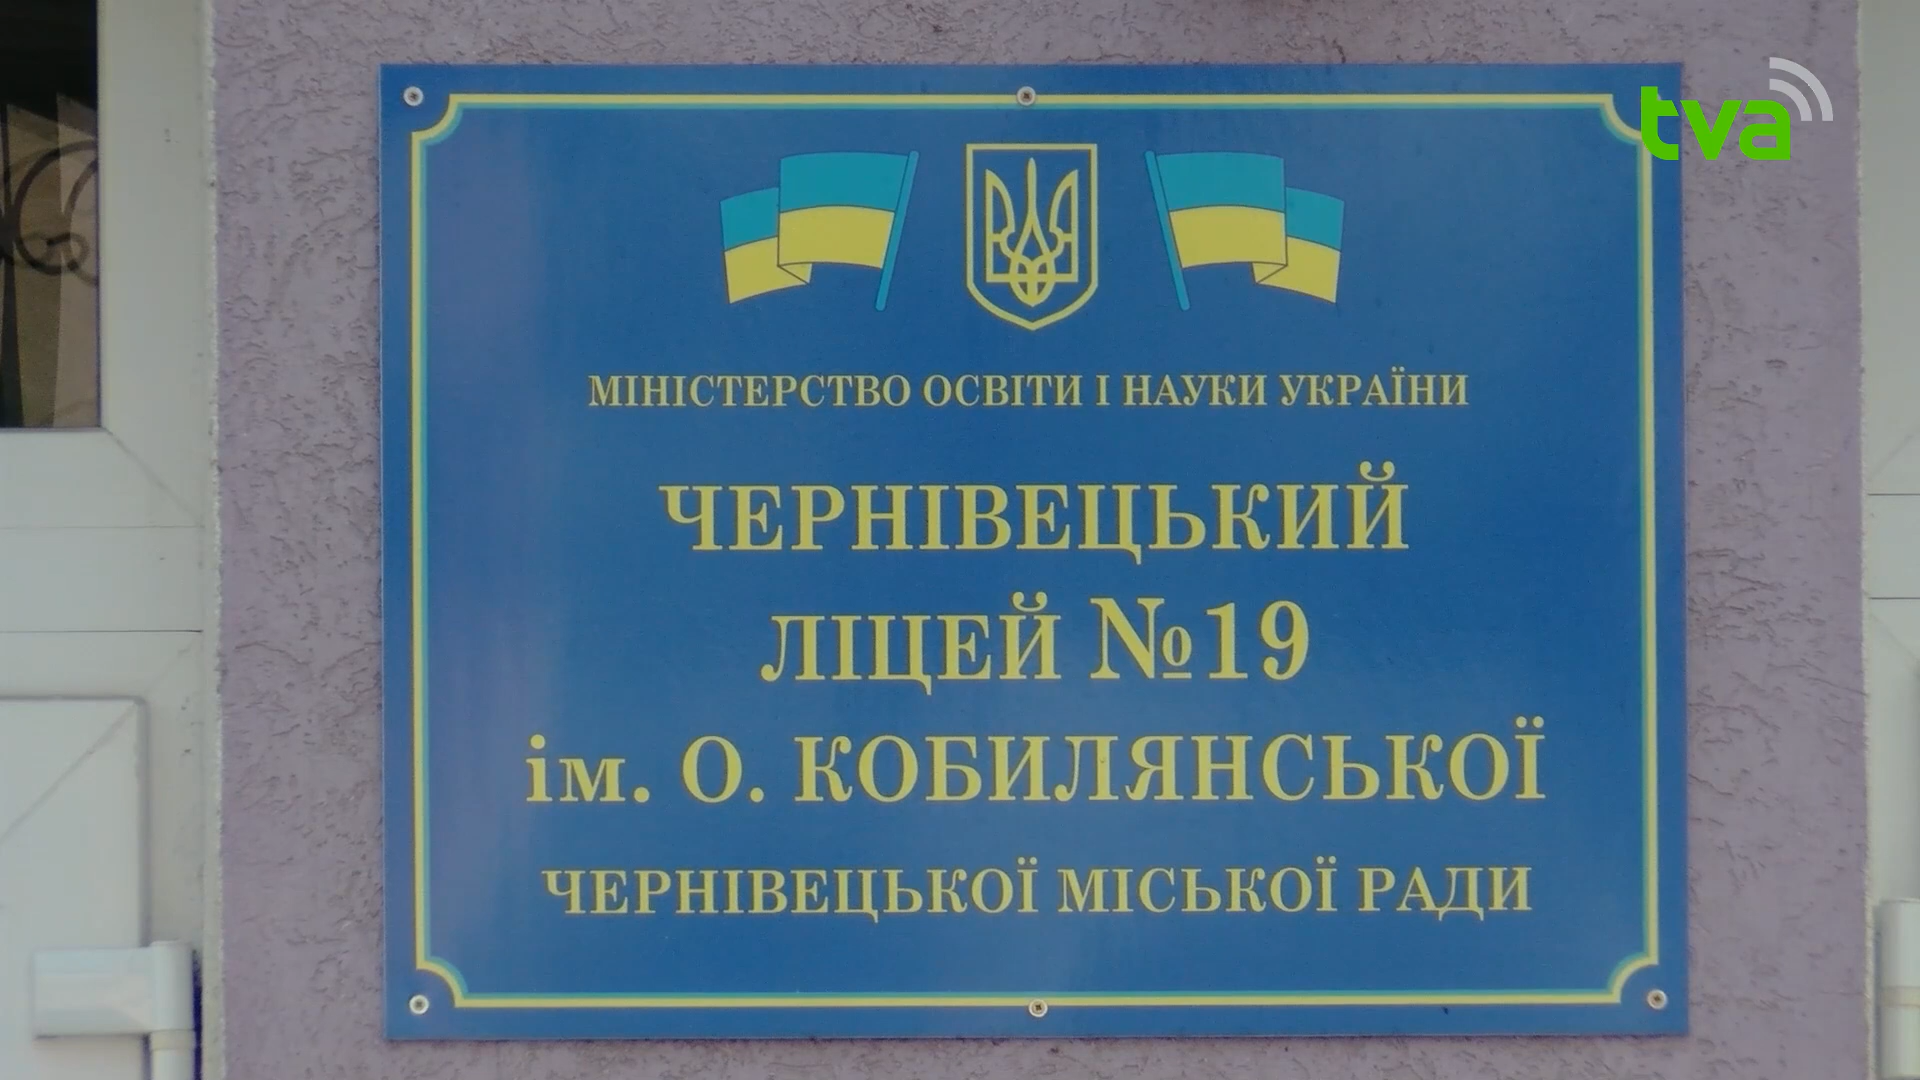 tva
МІНІСТЕРСТВО ОСВІТИ І НАУКИ УКРАЇНИ
ЧЕРНІВЕЦЬКИЙ
ЛІЦЕЙ №19
ім. О. КОБИЛЯНСЬКОЇ
ЧЕРНІВЕЦЬКОЇ МІСЬКОЇ РАДИ